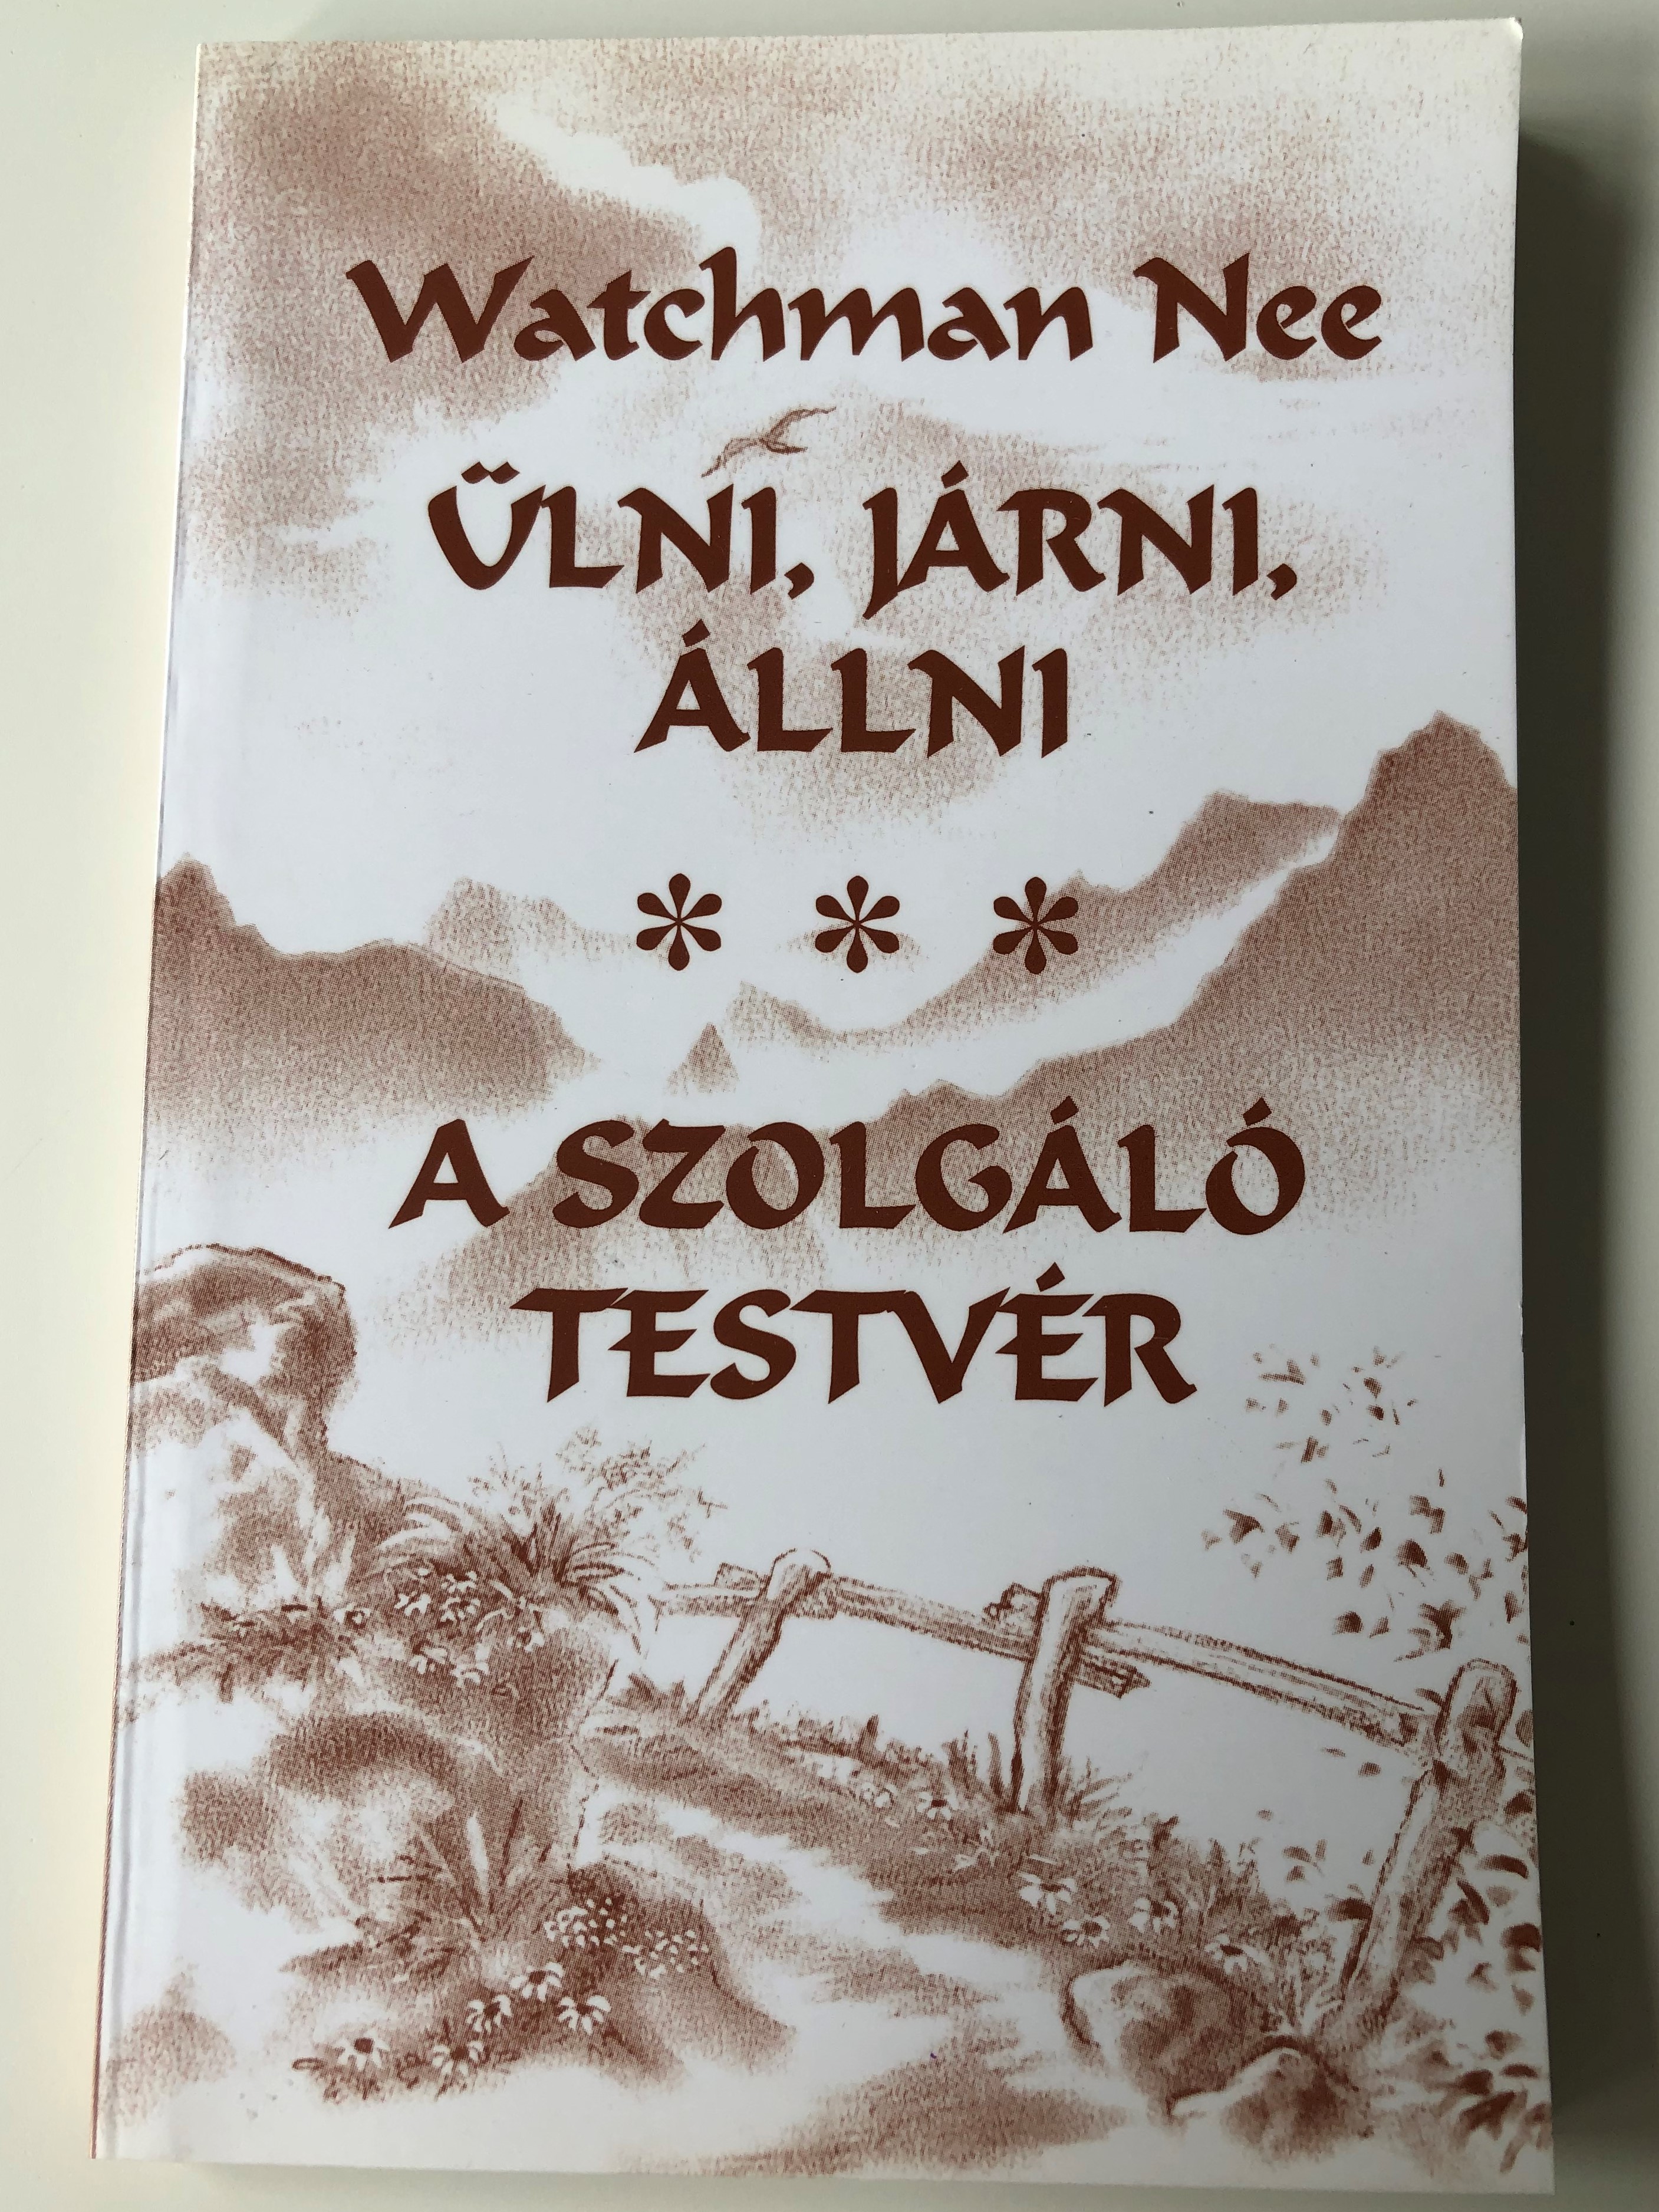 Watchman Nee
ÜLNI, JÁRNI,
ÁLLNI
* * *
A SZOLGÁLÓ
TESTVÉR